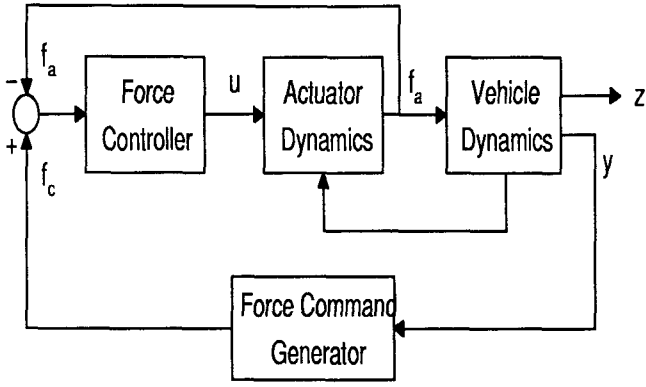 f_a
−
+
f_c
Force
Controller
u
Actuator
Dynamics
f_a
Vehicle
Dynamics
z
y
Force Command
Generator